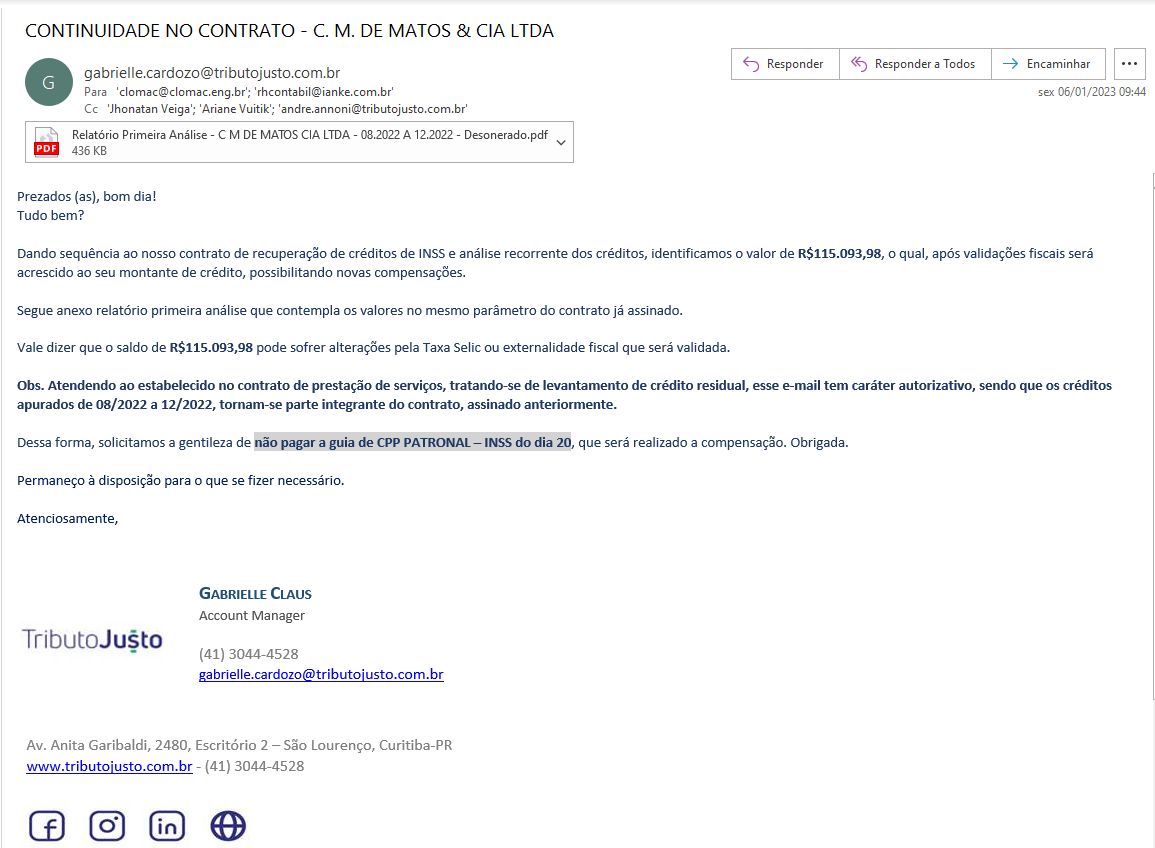 CONTINUIDADE NO CONTRATO - C. M. DE MATOS & CIA LTDA
G
gabrielle.cardozo@tributojusto.com.br
Para 'clomac@clomac.eng.br'; 'rhcontabil@ianke.com.br'
Cc 'Jhonatan Veiga'; 'Ariane Vuitik'; 'andre.annoni@tributojusto.com.br'
Responder
Responder a Todos
Encaminhar
sex 06/01/2023 09:44
PDF
Relatório Primeira Análise - C M DE MATOS CIA LTDA - 08.2022 A 12.2022 - Desonerado.pdf
436 KB
Prezados (as), bom dia!
Tudo bem?
Dando sequência ao nosso contrato de recuperação de créditos de INSS e análise recorrente dos créditos, identificamos o valor de R$115.093,98, o qual, após validações fiscais será
acrescido ao seu montante de crédito, possibilitando novas compensações.
Segue anexo relatório primeira análise que contempla os valores no mesmo parâmetro do contrato já assinado.
Vale dizer que o saldo de R$115.093,98 pode sofrer alterações pela Taxa Selic ou externalidade fiscal que será validada.
Obs. Atendendo ao estabelecido no contrato de prestação de serviços, tratando-se de levantamento de crédito residual, esse e-mail tem caráter autorizativo, sendo que os créditos
apurados de 08/2022 a 12/2022, tornam-se parte integrante do contrato, assinado anteriormente.
Dessa forma, solicitamos a gentileza de não pagar a guia de CPP PATRONAL – INSS do dia 20, que será realizado a compensação. Obrigada.
Permaneço à disposição para o que se fizer necessário.
Atenciosamente,
GABRIELLE CLAUS
Account Manager
TributoJusto
(41) 3044-4528
gabrielle.cardozo@tributojusto.com.br
Av. Anita Garibaldi, 2480, Escritório 2 – São Lourenço, Curitiba-PR
www.tributojusto.com.br - (41) 3044-4528